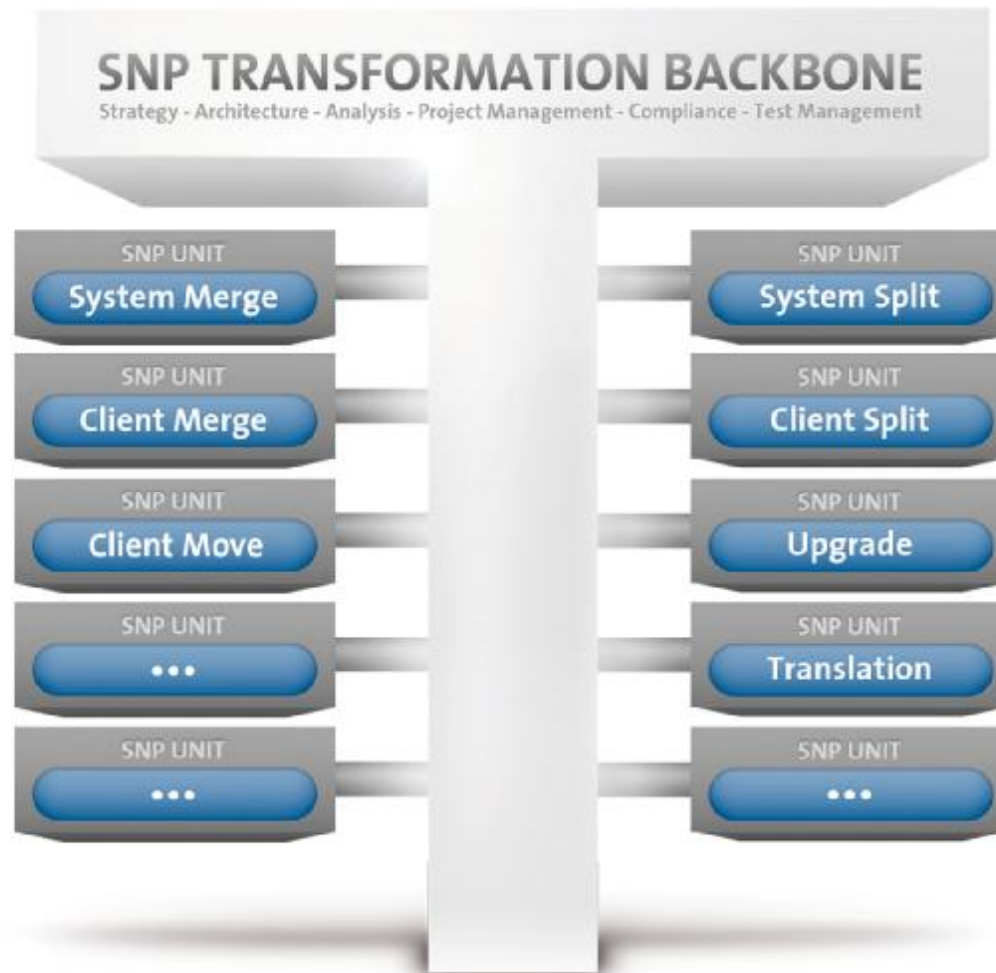 SNP TRANSFORMATION BACKBONE
Strategy - Architecture - Analysis - Project Management - Compliance - Test Management
SNP UNIT
System Merge
SNP UNIT
System Split
SNP UNIT
Client Merge
SNP UNIT
Client Split
SNP UNIT
Client Move
SNP UNIT
Upgrade
SNP UNIT
•••
SNP UNIT
Translation
SNP UNIT
•••
SNP UNIT
•••